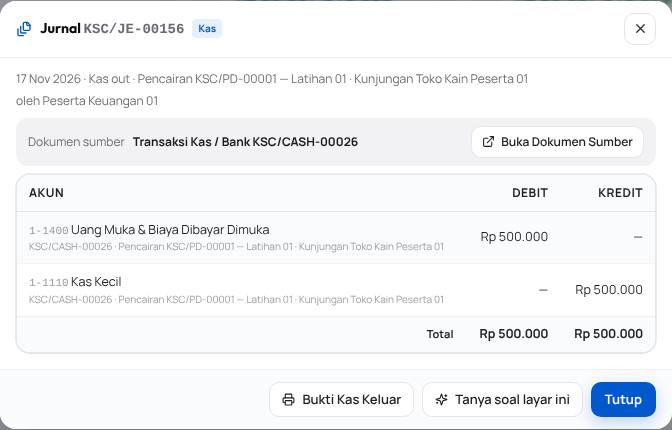 Jurnal KSC/JE-00156 Kas
17 Nov 2026 · Kas out · Pencairan KSC/PD-00001 — Latihan 01 · Kunjungan Toko Kain Peserta 01
oleh Peserta Keuangan 01
Dokumen sumber Transaksi Kas / Bank KSC/CASH-00026 Buka Dokumen Sumber
AKUN DEBIT KREDIT
1-1400 Uang Muka & Biaya Dibayar Dimuka Rp 500.000 —
KSC/CASH-00026 · Pencairan KSC/PD-00001 — Latihan 01 · Kunjungan Toko Kain Peserta 01
1-1110 Kas Kecil — Rp 500.000
KSC/CASH-00026 · Pencairan KSC/PD-00001 — Latihan 01 · Kunjungan Toko Kain Peserta 01
Total Rp 500.000 Rp 500.000
Bukti Kas Keluar Tanya soal layar ini Tutup